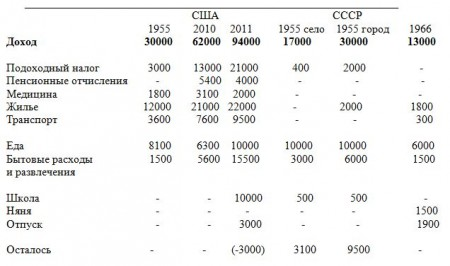 США СССР
1955 2010 2011 1955 село 1955 город 1966
Доход 30000 62000 94000 17000 30000 13000
Подоходный налог 3000 13000 21000 400 2000 -
Пенсионные отчисления - 5400 4000 - - -
Медицина 1800 3100 2000 - - -
Жилье 12000 21000 22000 - 2000 1800
Транспорт 3600 7600 9500 - - 300
Еда 8100 6300 10000 10000 10000 6000
Бытовые расходы 1500 5600 15500 3000 6000 1500
и развлечения
Школа - - 10000 500 500 -
Няня - - - - - 1500
Отпуск - - 3000 - - 1900
Осталось - - (-3000) 3100 9500 -